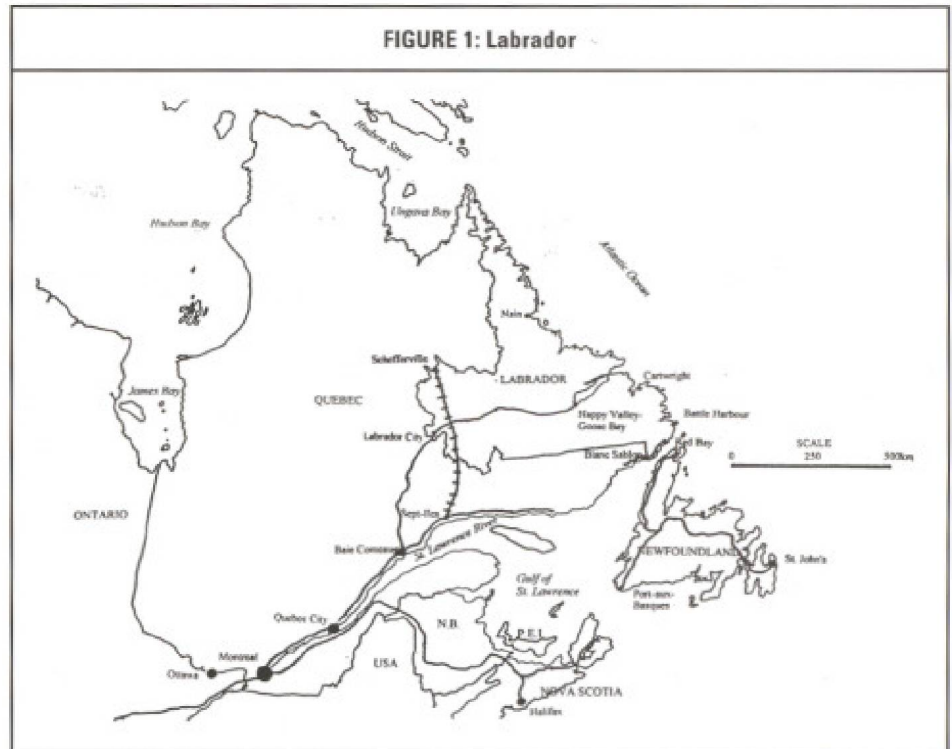 FIGURE 1: Labrador
Hudson Strait
Ungava Bay
Hudson Bay
Atlantic Ocean
Nain
Schefferville
LABRADOR
Cartwright
James Bay
QUEBEC
Happy Valley-
Goose Bay
Battle Harbour
Labrador City
Red Bay
Blanc Sablon
SCALE
0 250 500km
ONTARIO
Sept-Iles
St. Lawrence River
Baie Comeau
NEWFOUNDLAND
St. John's
Gulf of
St. Lawrence
Port-aux-
Basques
Quebec City
N.B.
P.E.I.
Montreal
USA
Ottawa
NOVA SCOTIA
Halifax